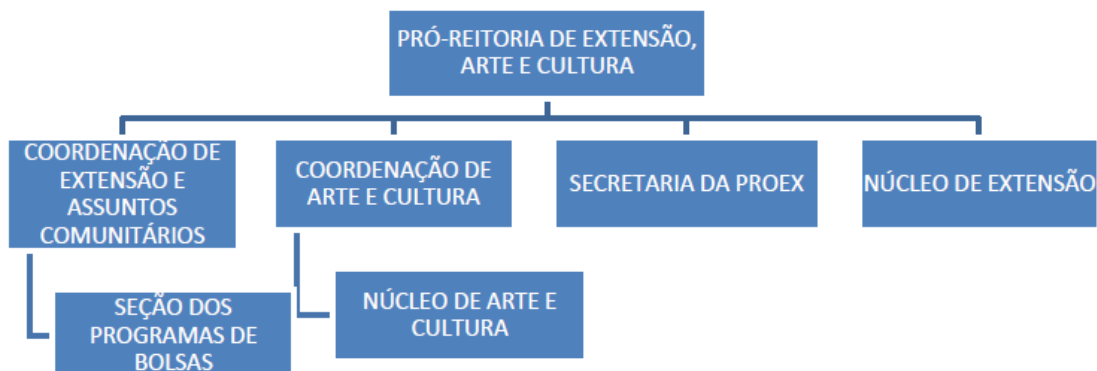 PRÓ-REITORIA DE EXTENSÃO,
ARTE E CULTURA
COORDENAÇÃO DE
EXTENSÃO E
ASSUNTOS
COMUNITÁRIOS
COORDENAÇÃO DE
ARTE E CULTURA
SECRETARIA DA PROEX
NÚCLEO DE EXTENSÃO
SEÇÃO DOS
PROGRAMAS DE
BOLSAS
NÚCLEO DE ARTE E
CULTURA